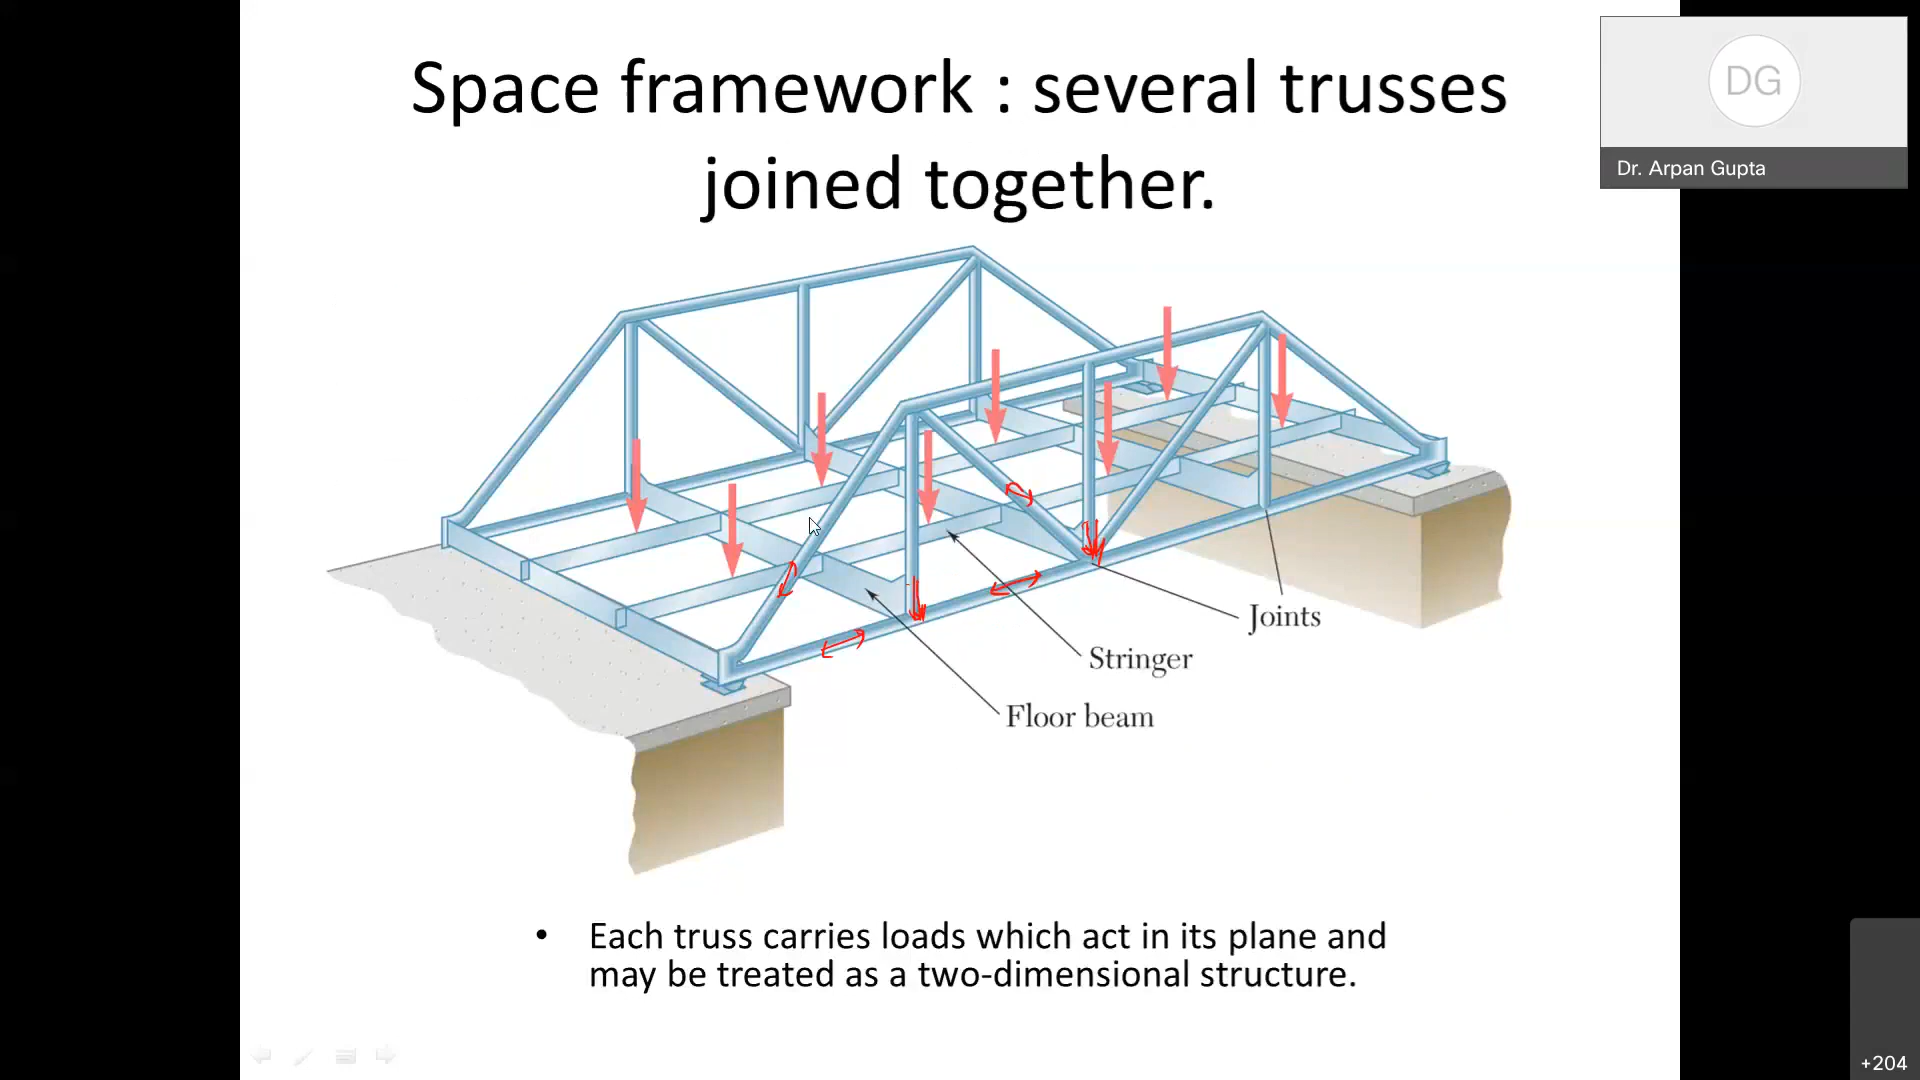 Space framework : several trusses
joined together.
DG
Dr. Arpan Gupta
Joints
Stringer
Floor beam
• Each truss carries loads which act in its plane and
may be treated as a two-dimensional structure.
+204